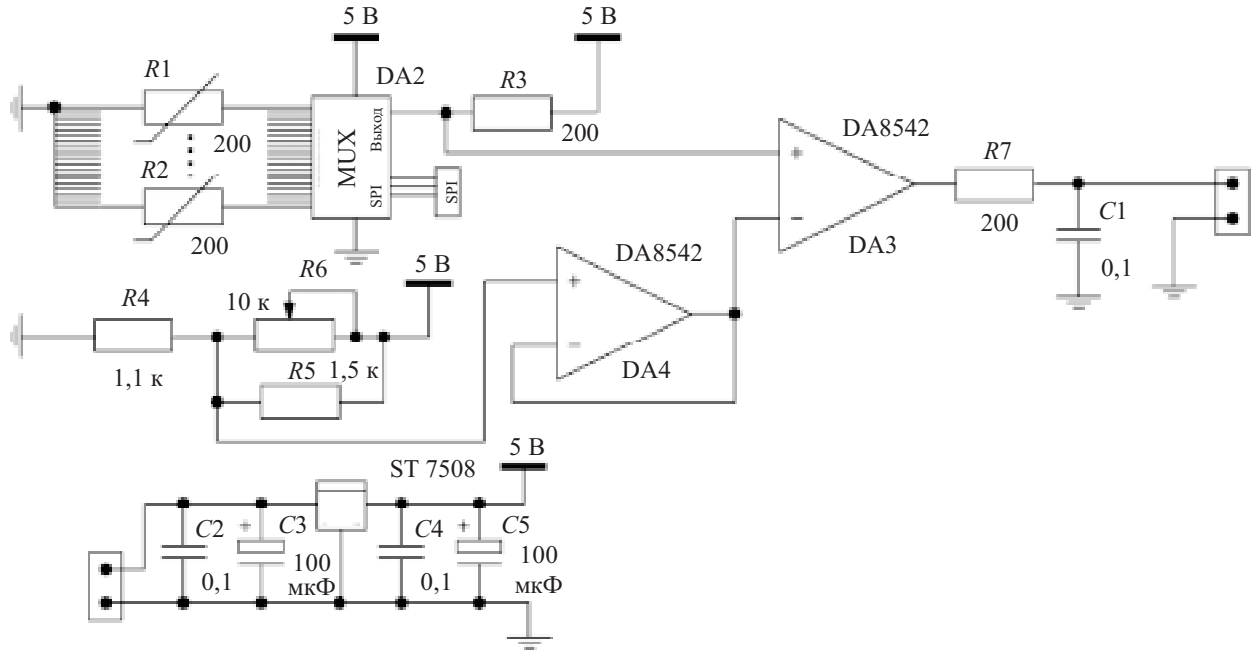 5 В
5 В
R1
DA2
R3
200
Выход
MUX
SPI
SPI
200
R2
200
DA8542
R7
DA3
200
C1
0,1
R6
5 В
DA8542
R4
10 к
1,1 к
R5
1,5 к
DA4
ST 7508
5 В
C2
+
C3
C4
+
C5
0,1
100
мкФ
0,1
100
мкФ
+
−
+
−